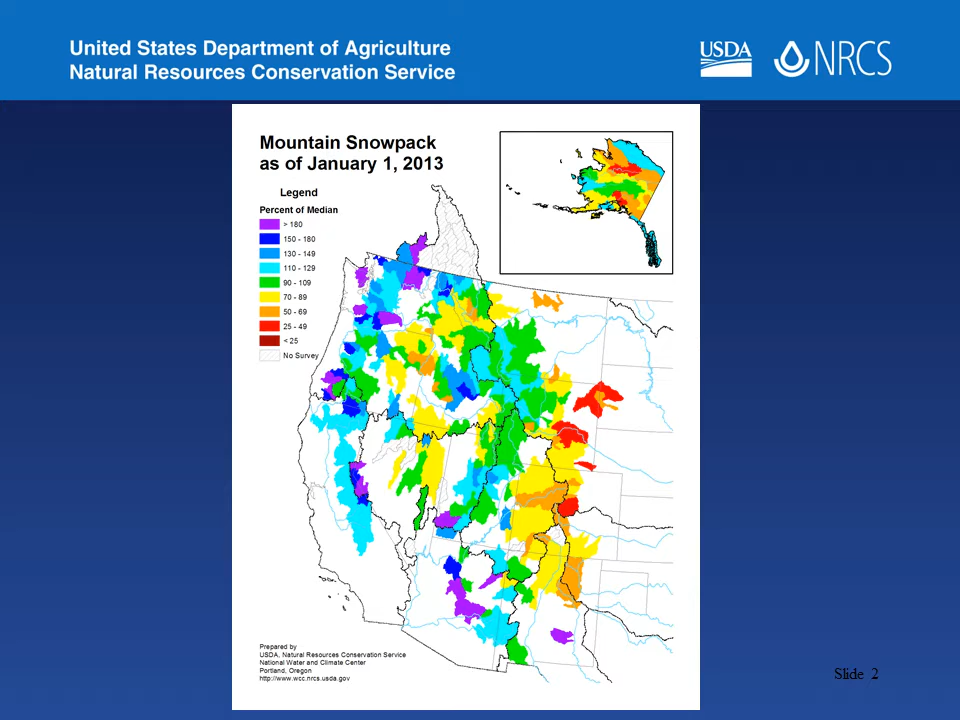 United States Department of Agriculture
Natural Resources Conservation Service
USDA
NRCS
Mountain Snowpack
as of January 1, 2013
Legend
Percent of Median
> 180
150 - 180
130 - 149
110 - 129
90 - 109
70 - 89
50 - 69
25 - 49
< 25
No Survey
Prepared by
USDA, Natural Resources Conservation Service
National Water and Climate Center
Portland, Oregon
http://www.wcc.nrcs.usda.gov
Slide 2